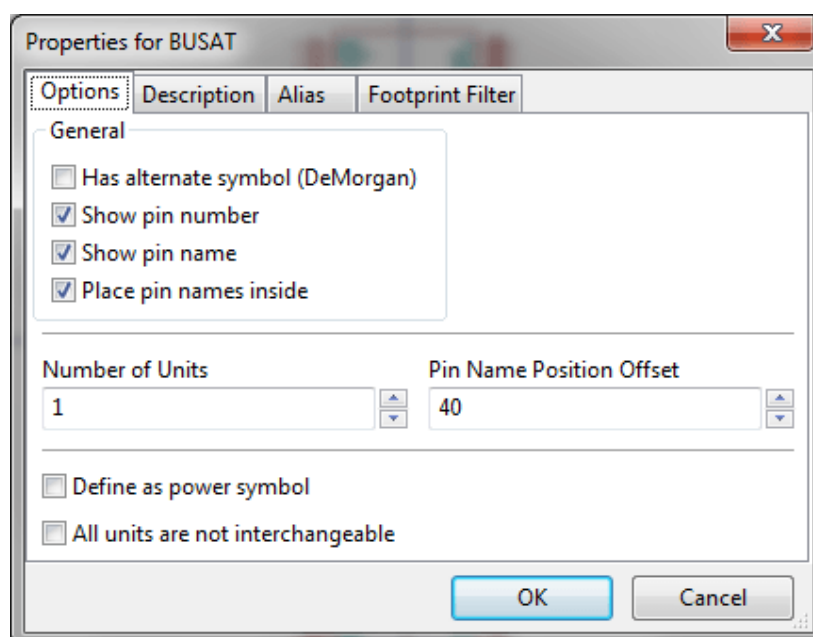 Properties for BUSAT
Options Description Alias Footprint Filter
General
Has alternate symbol (DeMorgan)
Show pin number
Show pin name
Place pin names inside
Number of Units Pin Name Position Offset
1 40
Define as power symbol
All units are not interchangeable
OK Cancel